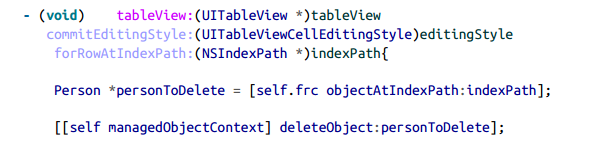 - (void)    tableView:(UITableView *)tableView
commitEditingStyle:(UITableViewCellEditingStyle)editingStyle
forRowAtIndexPath:(NSIndexPath *)indexPath{
Person *personToDelete = [self.frc objectAtIndexPath:indexPath];
[[self managedObjectContext] deleteObject:personToDelete];